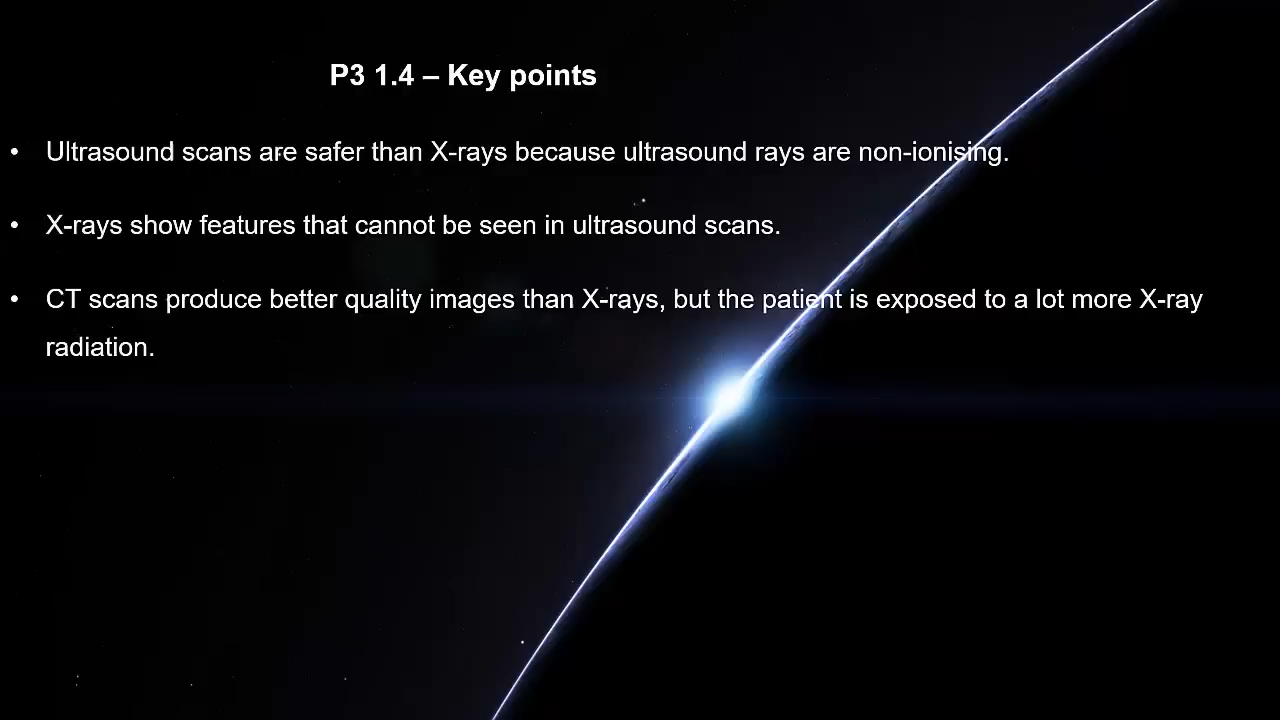 P3 1.4 – Key points
• Ultrasound scans are safer than X-rays because ultrasound rays are non-ionising.
• X-rays show features that cannot be seen in ultrasound scans.
• CT scans produce better quality images than X-rays, but the patient is exposed to a lot more X-ray
radiation.